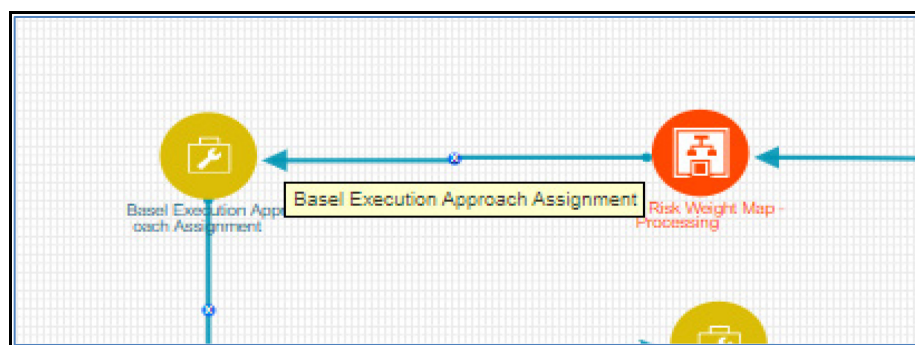 Basel Execution Approach Assignment
Basel Execution App
oach Assignment
Risk Weight Map -
Processing